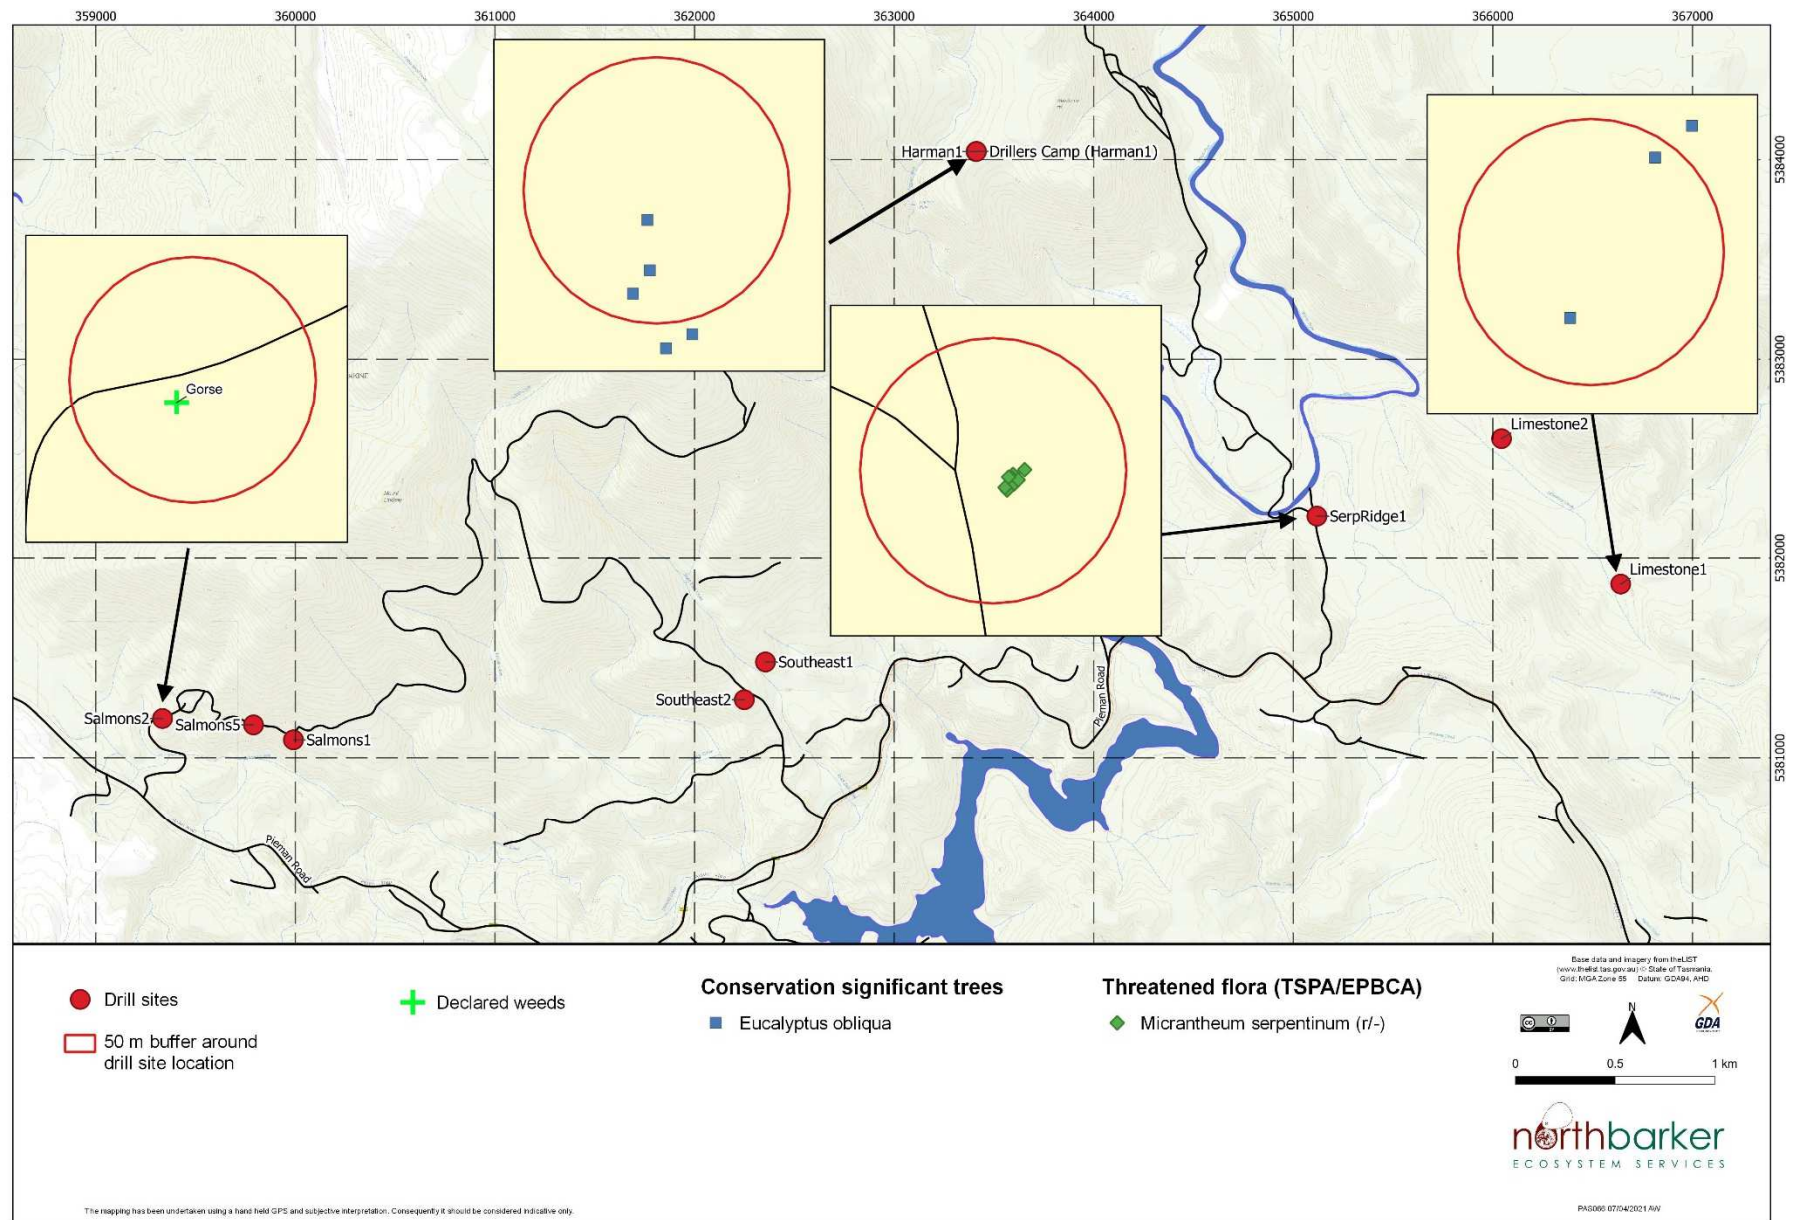 359000 360000 361000 362000 363000 364000 365000 366000 367000
5384000
5383000
5382000
5381000
Harman1
Drillers Camp (Harman1)
Gorse
Limestone2
SerpRidge1
Limestone1
Southeast1
Southeast2
Salmons2
Salmons5
Salmons1
Pieman Road
Pieman Road
Drill sites
50 m buffer around
drill site location
Declared weeds
Conservation significant trees
Eucalyptus obliqua
Threatened flora (TSPA/EPBCA)
Micrantheum serpentinum (r/-)
Base data and imagery from theLIST
(www.thelist.tas.gov.au) © State of Tasmania.
Grid: MGA Zone 55 Datum: GDA94, AHD
N
GDA
0 0.5 1 km
northbarker
ECOSYSTEM SERVICES
The mapping has been undertaken using a hand held GPS and subjective interpretation. Consequently it should be considered indicative only.
PAS066 07/04/2021 AW